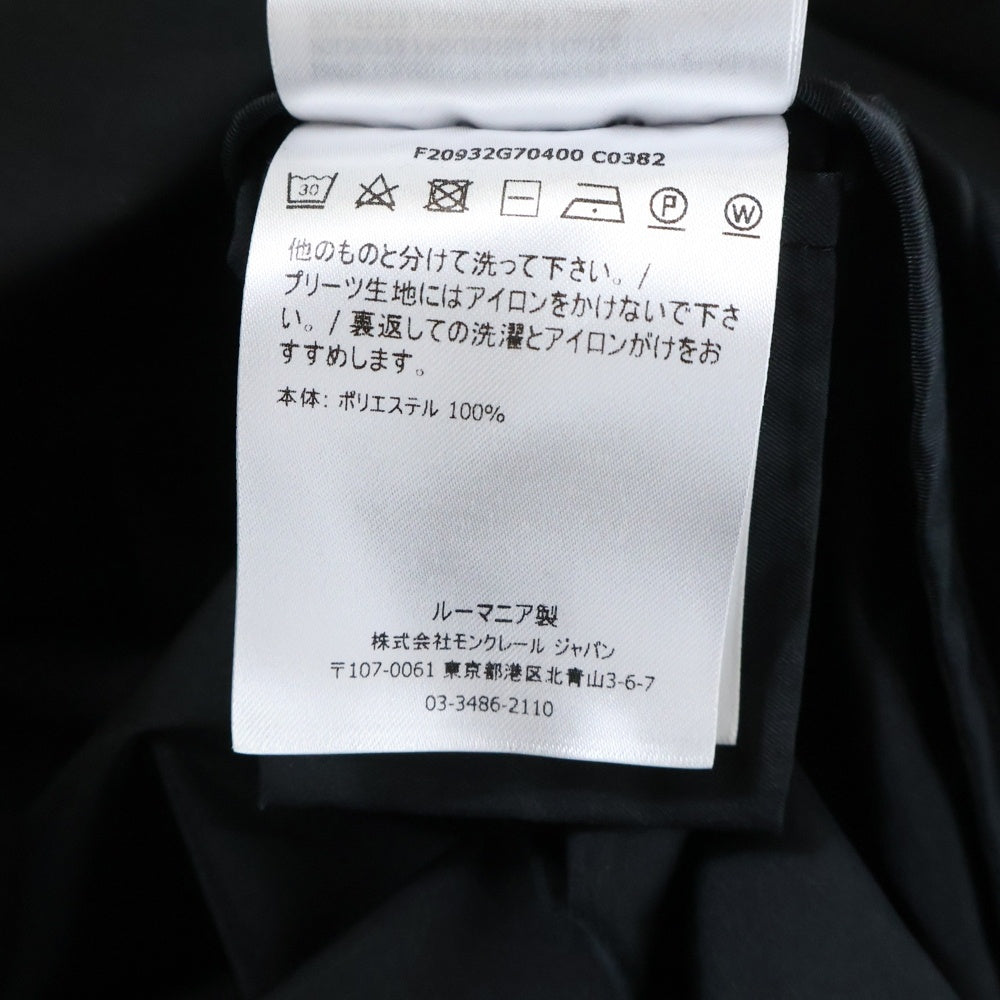 F20932G70400 C0382
30
P
W
他のものと分けて洗って下さい。/
プリーツ生地にはアイロンをかけないで下さ
い。/ 裏返しての洗濯とアイロンがけをお
すすめします。
本体: ポリエステル 100%
ルーマニア製
株式会社モンクレール ジャパン
〒107-0061 東京都港区北青山3-6-7
03-3486-2110